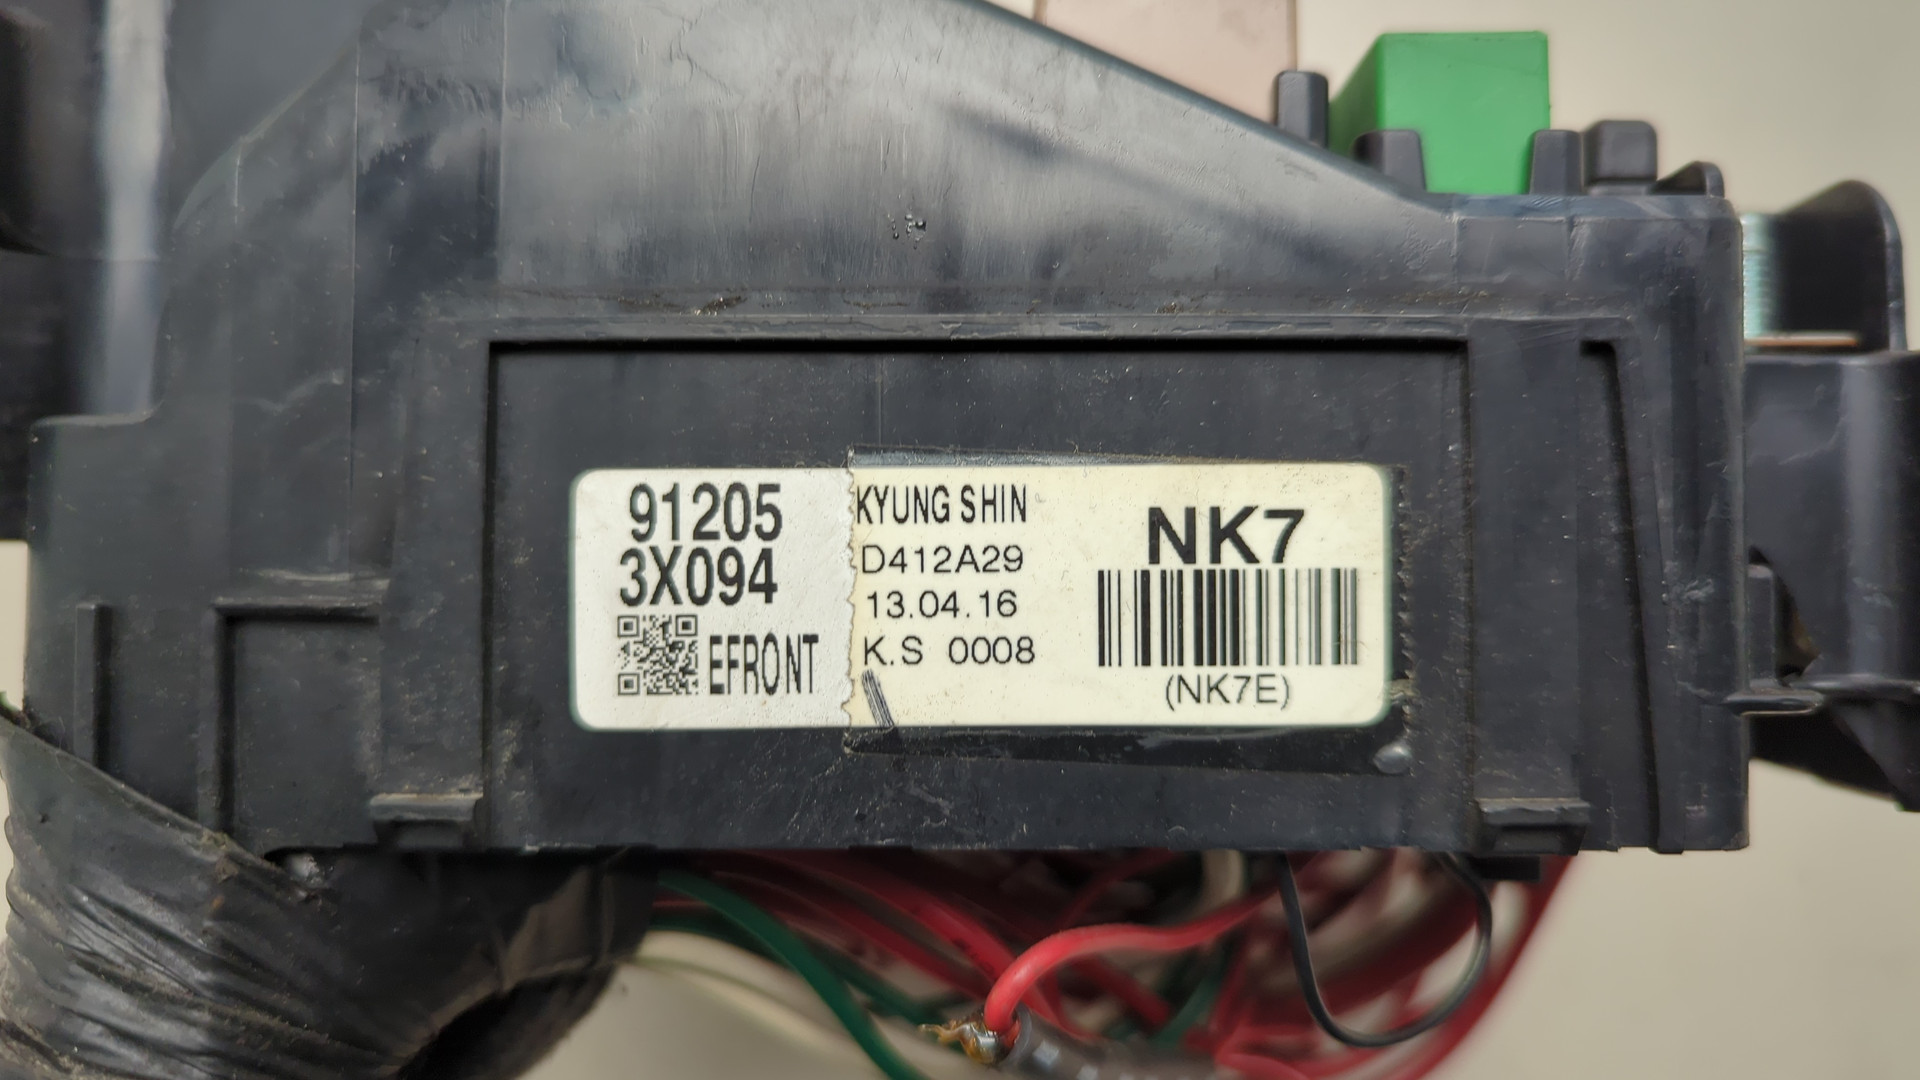 91205
3X094
EFRONT
KYUNG SHIN
D412A29
13.04.16
K.S 0008
NK7
(NK7E)